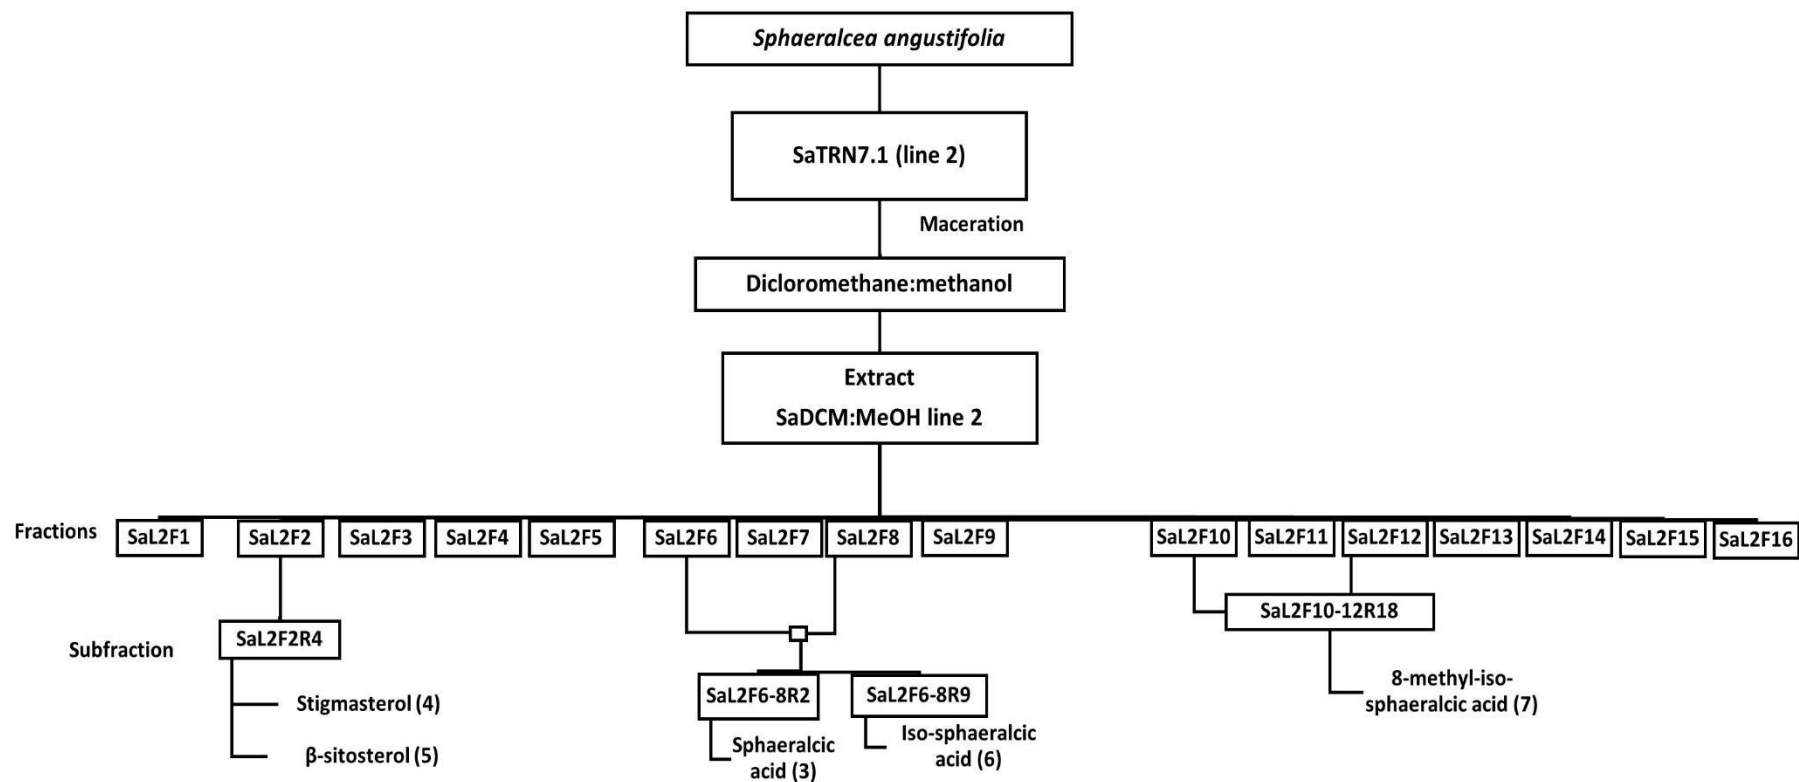 Sphaeralcea angustifolia
SaTRN7.1 (line 2)
Maceration
Dicloromethane:methanol
Extract
SaDCM:MeOH line 2
Fractions
SaL2F1
SaL2F2
SaL2F3
SaL2F4
SaL2F5
SaL2F6
SaL2F7
SaL2F8
SaL2F9
SaL2F10
SaL2F11
SaL2F12
SaL2F13
SaL2F14
SaL2F15
SaL2F16
Subfraction
SaL2F2R4
Stigmasterol (4)
β-sitosterol (5)
SaL2F6-8R2
Sphaeralcic
acid (3)
SaL2F6-8R9
Iso-sphaeralcic
acid (6)
SaL2F10-12R18
8-methyl-iso-
sphaeralcic acid (7)